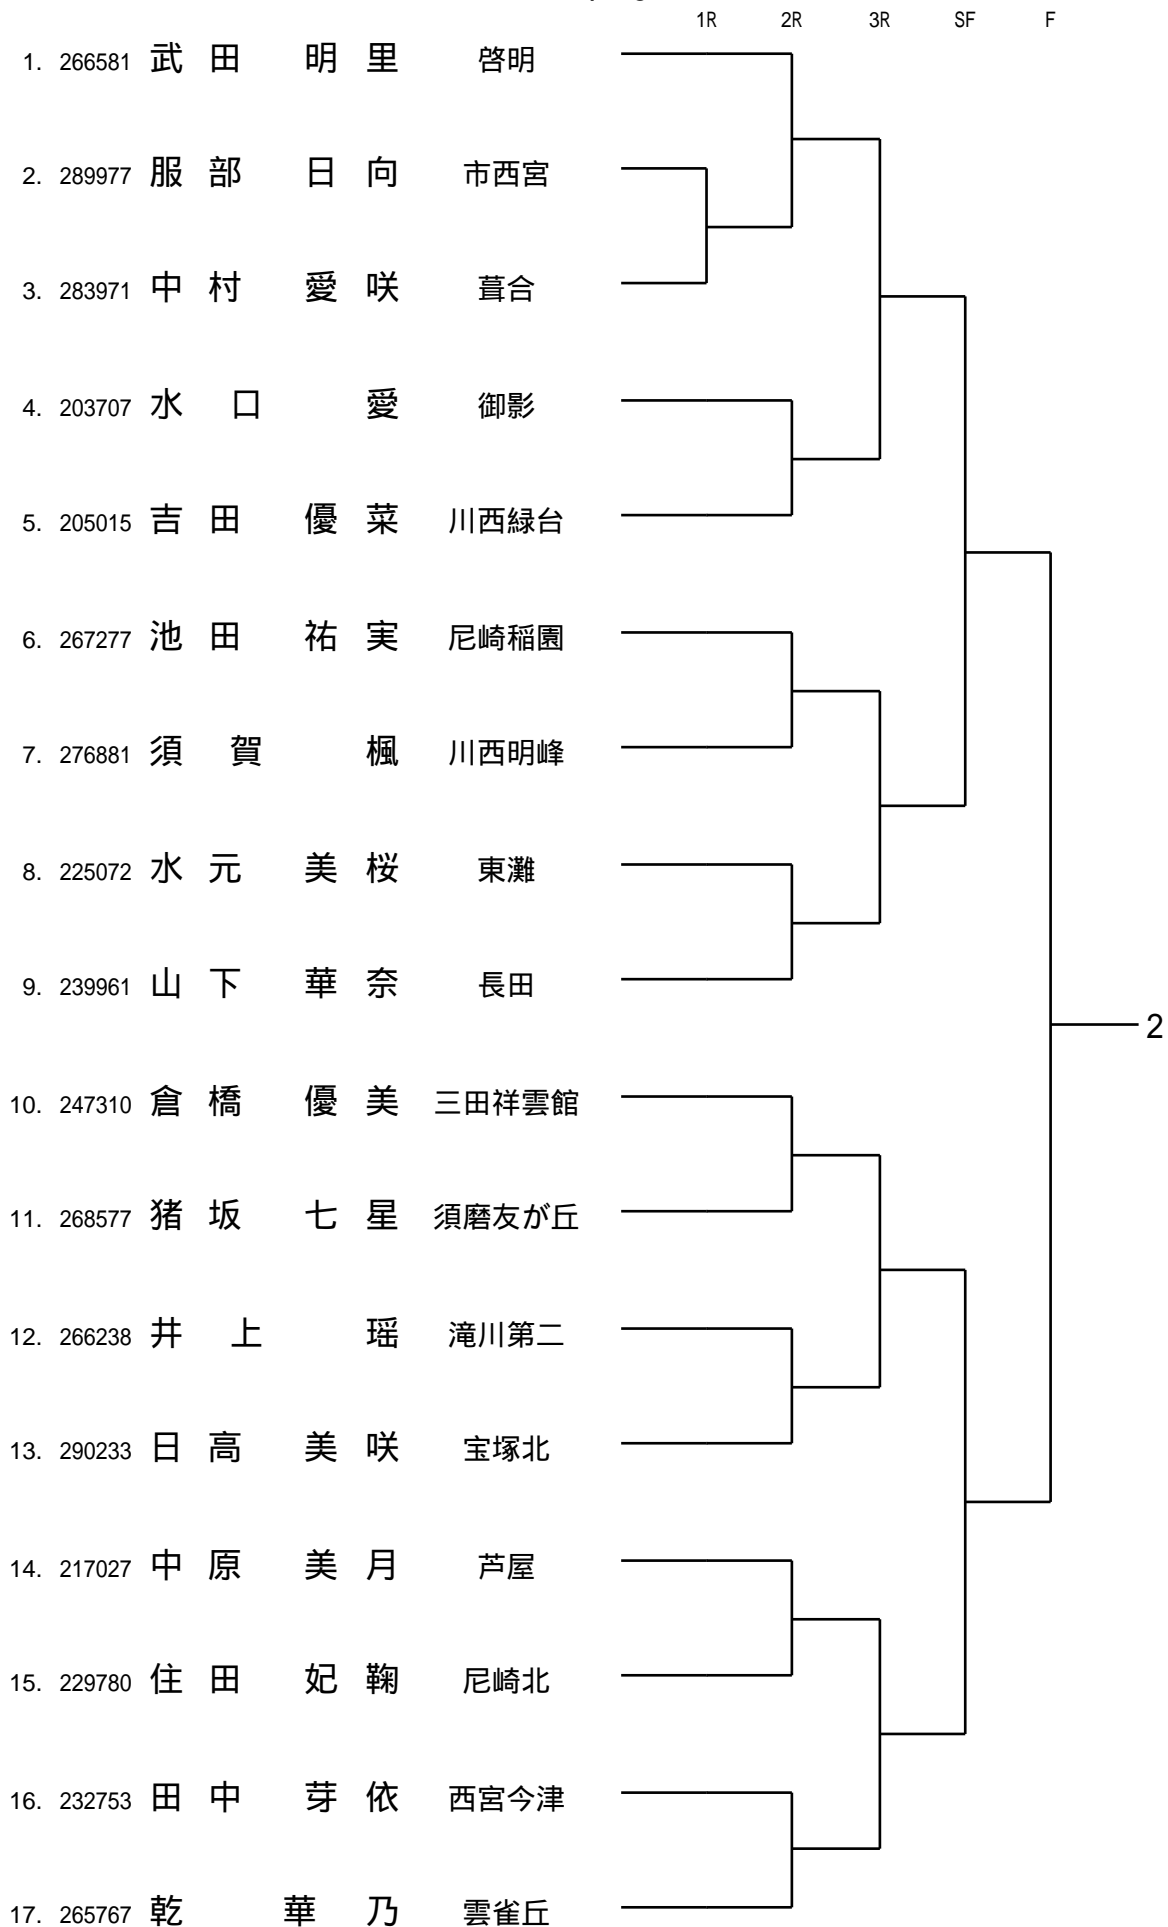 1R 2R 3R SF F
1. 266581 武田 明里 啓明
2. 289977 服部 日向 市西宮
3. 283971 中村 愛咲 葺合
4. 203707 水口 愛 御影
5. 205015 吉田 優菜 川西緑台
6. 267277 池田 祐実 尼崎稲園
7. 276881 須賀 楓 川西明峰
8. 225072 水元 美桜 東灘
9. 239961 山下 華奈 長田
2
10. 247310 倉橋 優美 三田祥雲館
11. 268577 猪坂 七星 須磨友が丘
12. 266238 井上 瑶 滝川第二
13. 290233 日高 美咲 宝塚北
14. 217027 中原 美月 芦屋
15. 229780 住田 妃鞠 尼崎北
16. 232753 田中 芽依 西宮今津
17. 265767 乾 華乃 雲雀丘